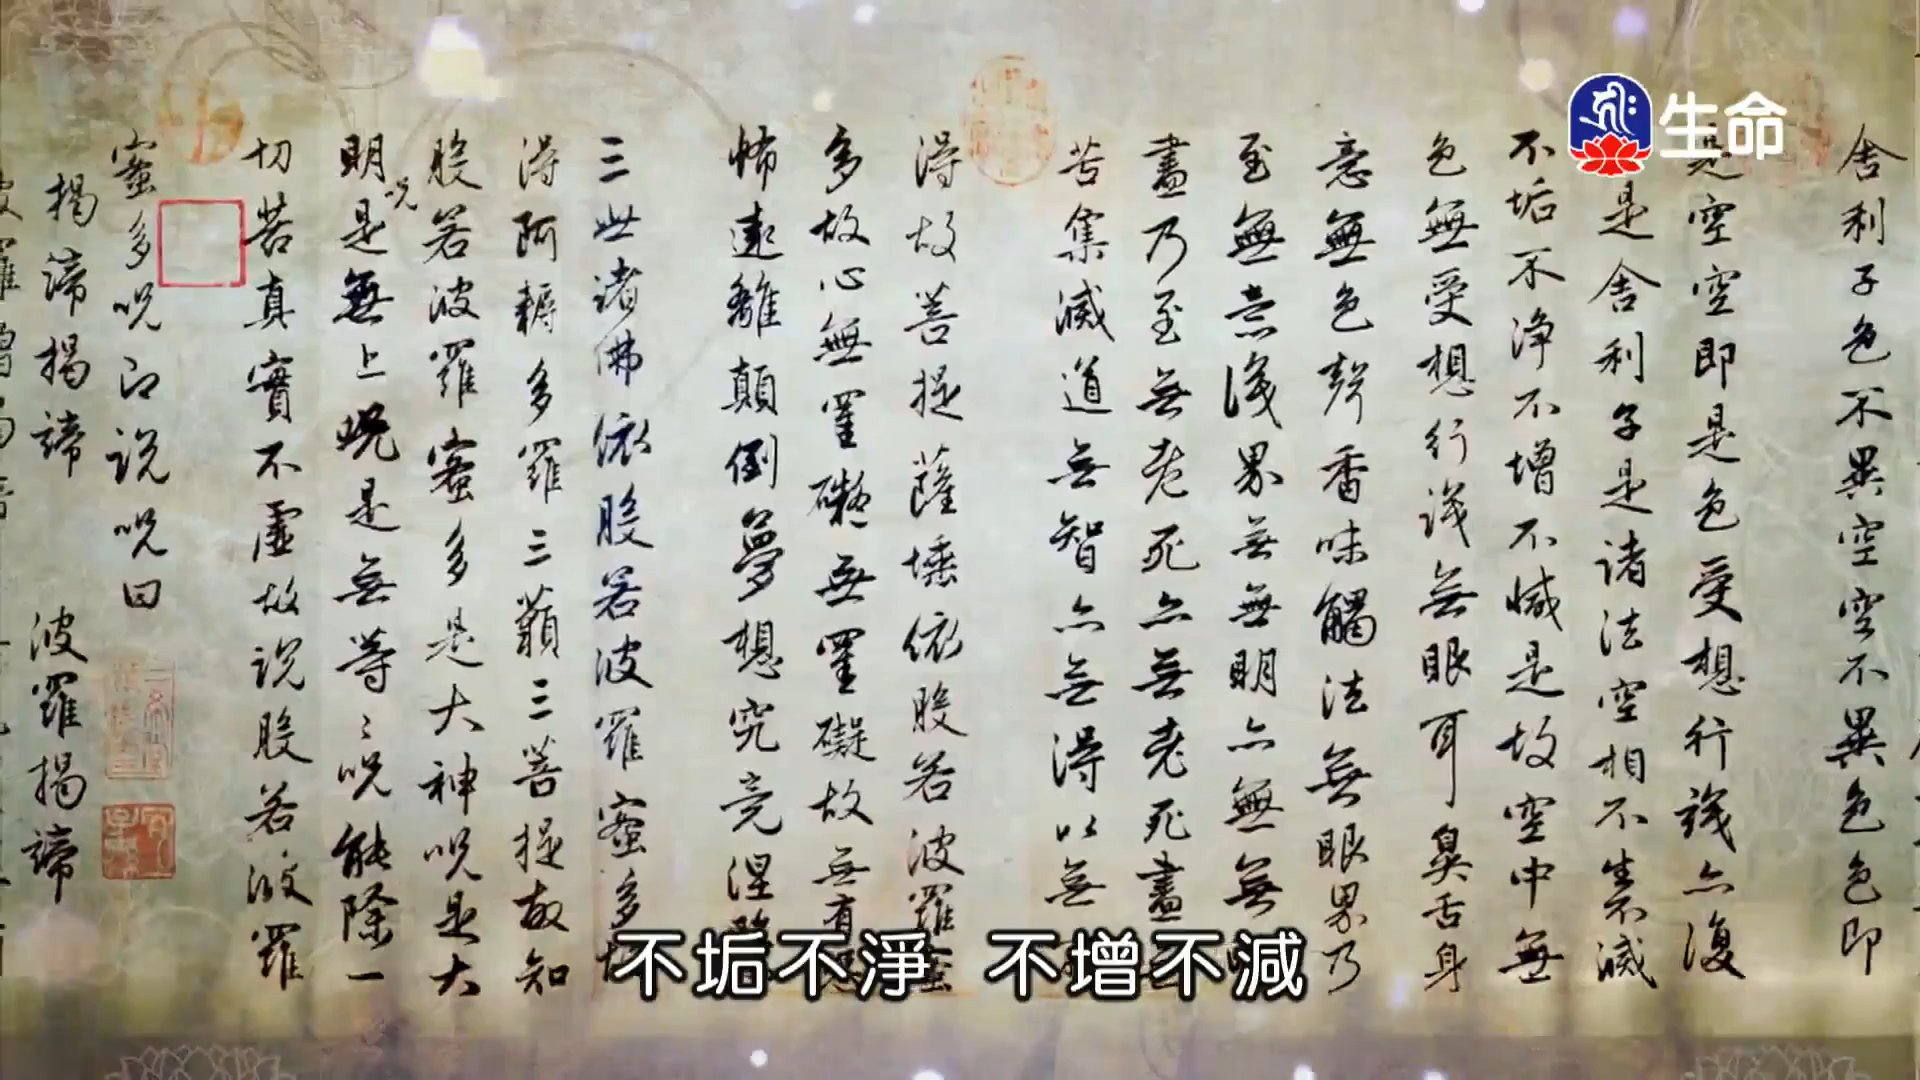 生命
舍利子色不異空空不異色色即
是空空即是色受想行識亦復
是舍利子是諸法空相不生不滅
不垢不淨不增不減是故空中無
色無受想行識無眼耳鼻舌身
意無色聲香味觸法無眼界乃
至無意識界無無明亦無無
盡乃至無老死亦無老死盡
苦集滅道無智亦無得以無
得故菩提薩埵依般若波羅蜜
多故心無罣礙無罣礙故無有
怖遠離顛倒夢想究竟涅槃
三世諸佛依般若波羅蜜多故
得阿耨多羅三藐三菩提故知
般若波羅蜜多是大神呪是大
明呪是無上呪是無等〻呪能除一
切苦真實不虛故說般若波羅
蜜多呪即說呪曰
揭諦揭諦 波羅揭諦
不垢不淨 不增不減